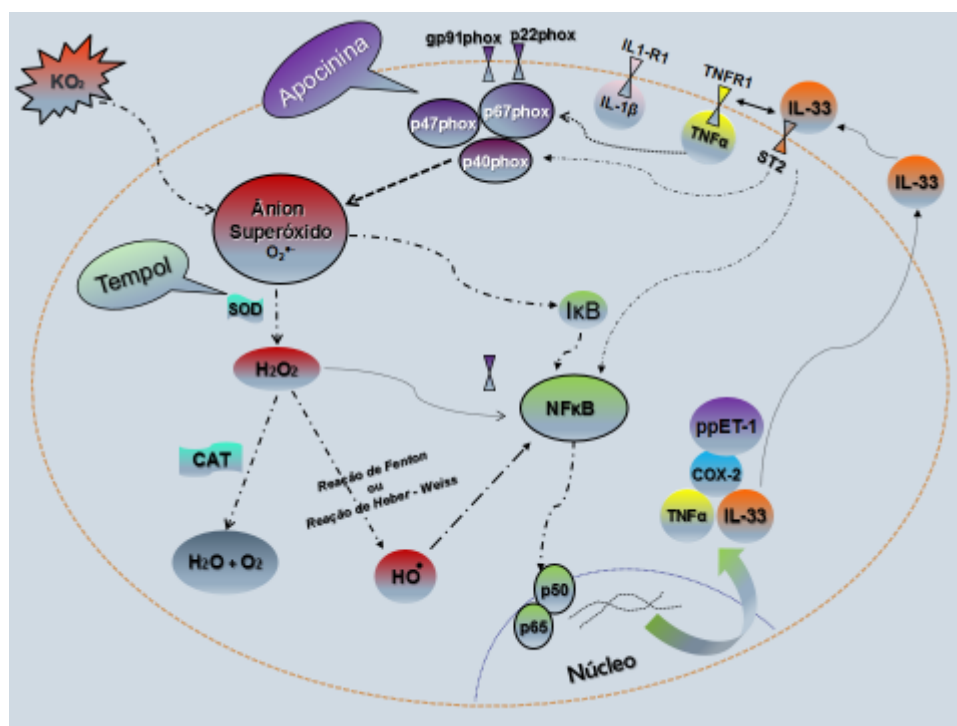 gp91phox
p22phox
KO₂
Apocinina
IL1-R1
TNFR1
IL-1β
IL-33
p47phox
p67phox
TNFα
ST2
p40phox
IL-33
Ânion
Superóxido
O₂•-
Tempol
SOD
IκB
H2O2
NFκB
ppET-1
COX-2
CAT
Reação de Fenton
ou
Reação de Heber - Weiss
TNFα
IL-33
H2O + O2
HO•
p50
p65
Núcleo